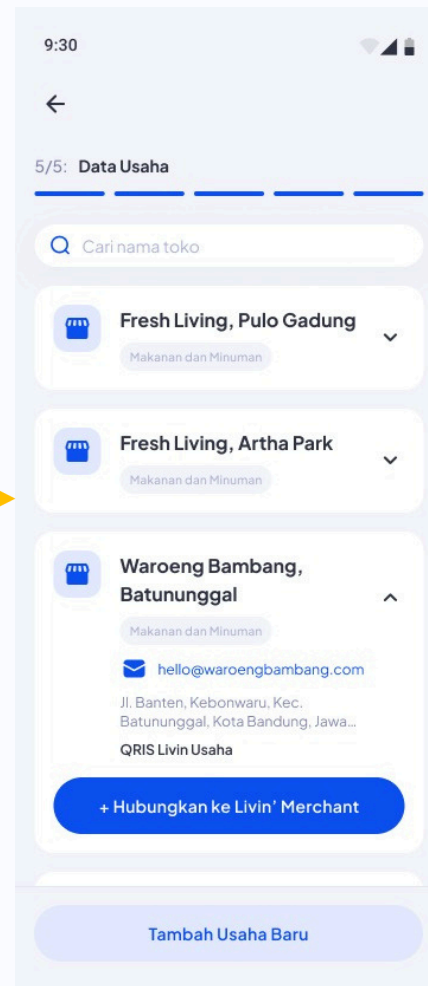 9:30
5/5: Data Usaha
Cari nama toko
Fresh Living, Pulo Gadung
Makanan dan Minuman
Fresh Living, Artha Park
Makanan dan Minuman
Waroeng Bambang,
Batununggal
Makanan dan Minuman
hello@waroengbambang.com
Jl. Banten, Kebonwaru, Kec.
Batununggal, Kota Bandung, Jawa...
QRIS Livin Usaha
+ Hubungkan ke Livin’ Merchant
Tambah Usaha Baru